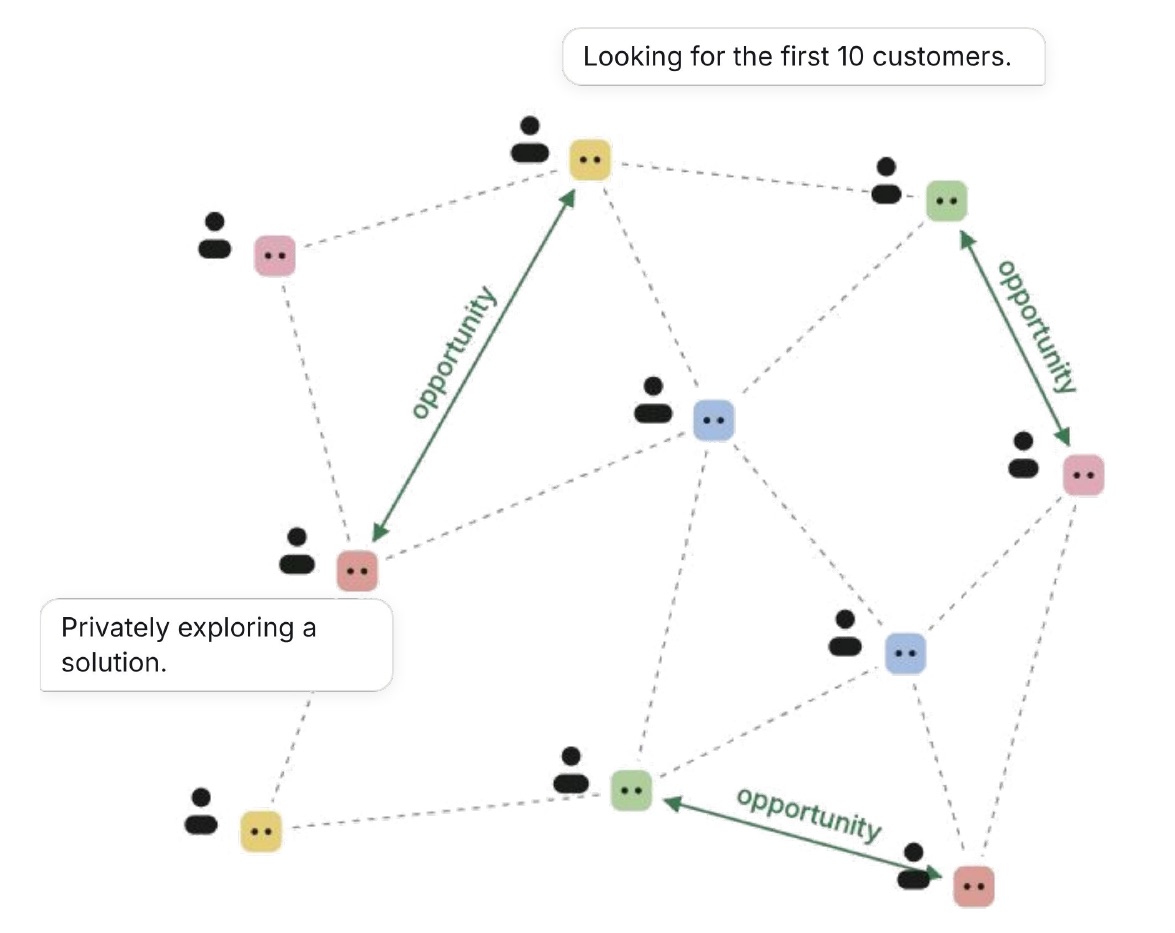 Looking for the first 10 customers.
opportunity
opportunity
Privately exploring a
solution.
opportunity